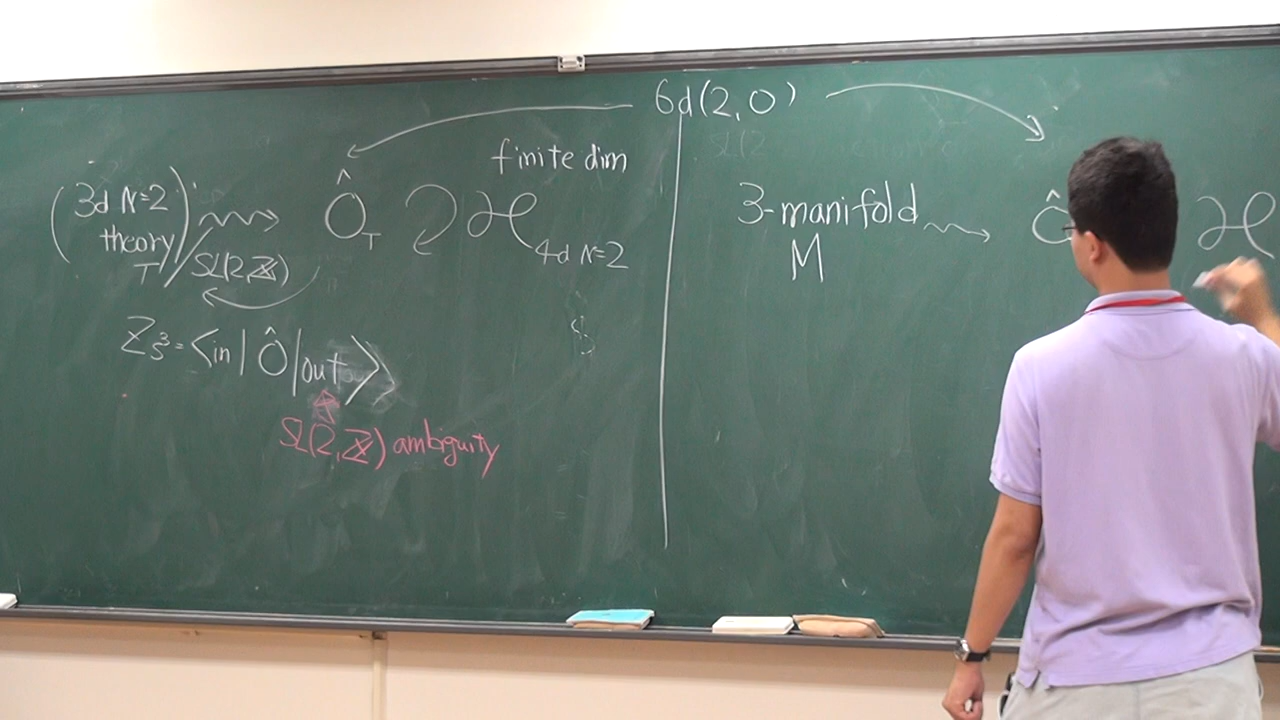 6d(2,0)
finite dim
(3d N=2 theory T)/SL(2,Z) ⇝ Ô_T ↻ ℋ_4d N=2
Z_S³ = <in|Ô|out>
SL(2,Z) ambiguity
3-manifold M ⇝ Ô ℋ